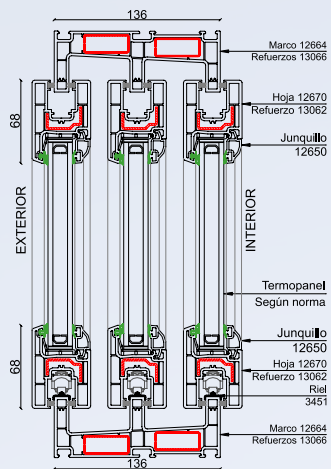 136
Marco 12664
Refuerzos 13066
Hoja 12670
Refuerzo 13062
68
Junquillo
12650
EXTERIOR
INTERIOR
Termopanel
Según norma
Junquillo
12650
68
Hoja 12670
Refuerzo 13062
Riel
3451
Marco 12664
Refuerzos 13066
136